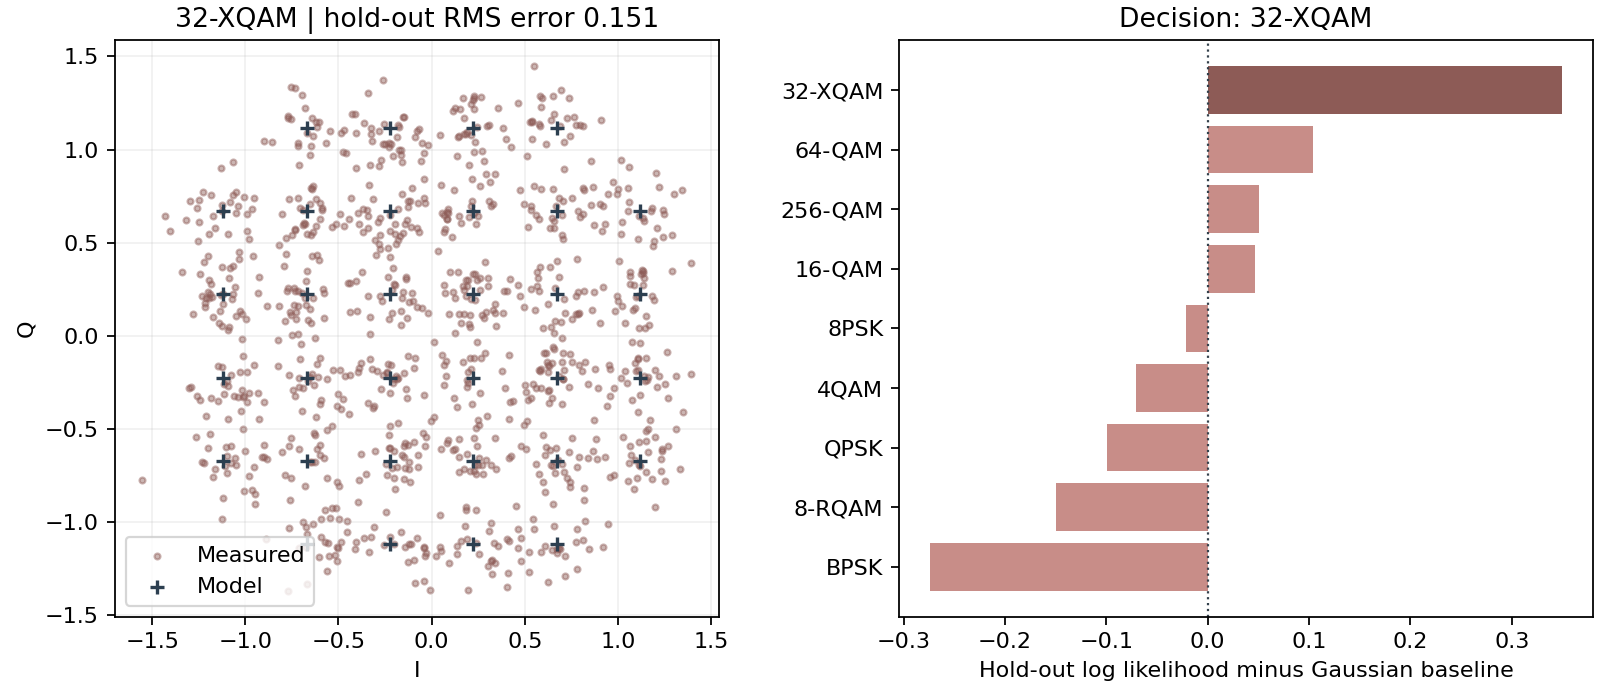 32-XQAM | hold-out RMS error 0.151
1.5
1.0
0.5
0.0
−0.5
−1.0
−1.5
Q
Measured
Model
−1.5
−1.0
−0.5
0.0
0.5
1.0
1.5
I
Decision: 32-XQAM
32-XQAM
64-QAM
256-QAM
16-QAM
8PSK
4QAM
QPSK
8-RQAM
BPSK
−0.3
−0.2
−0.1
0.0
0.1
0.2
0.3
Hold-out log likelihood minus Gaussian baseline